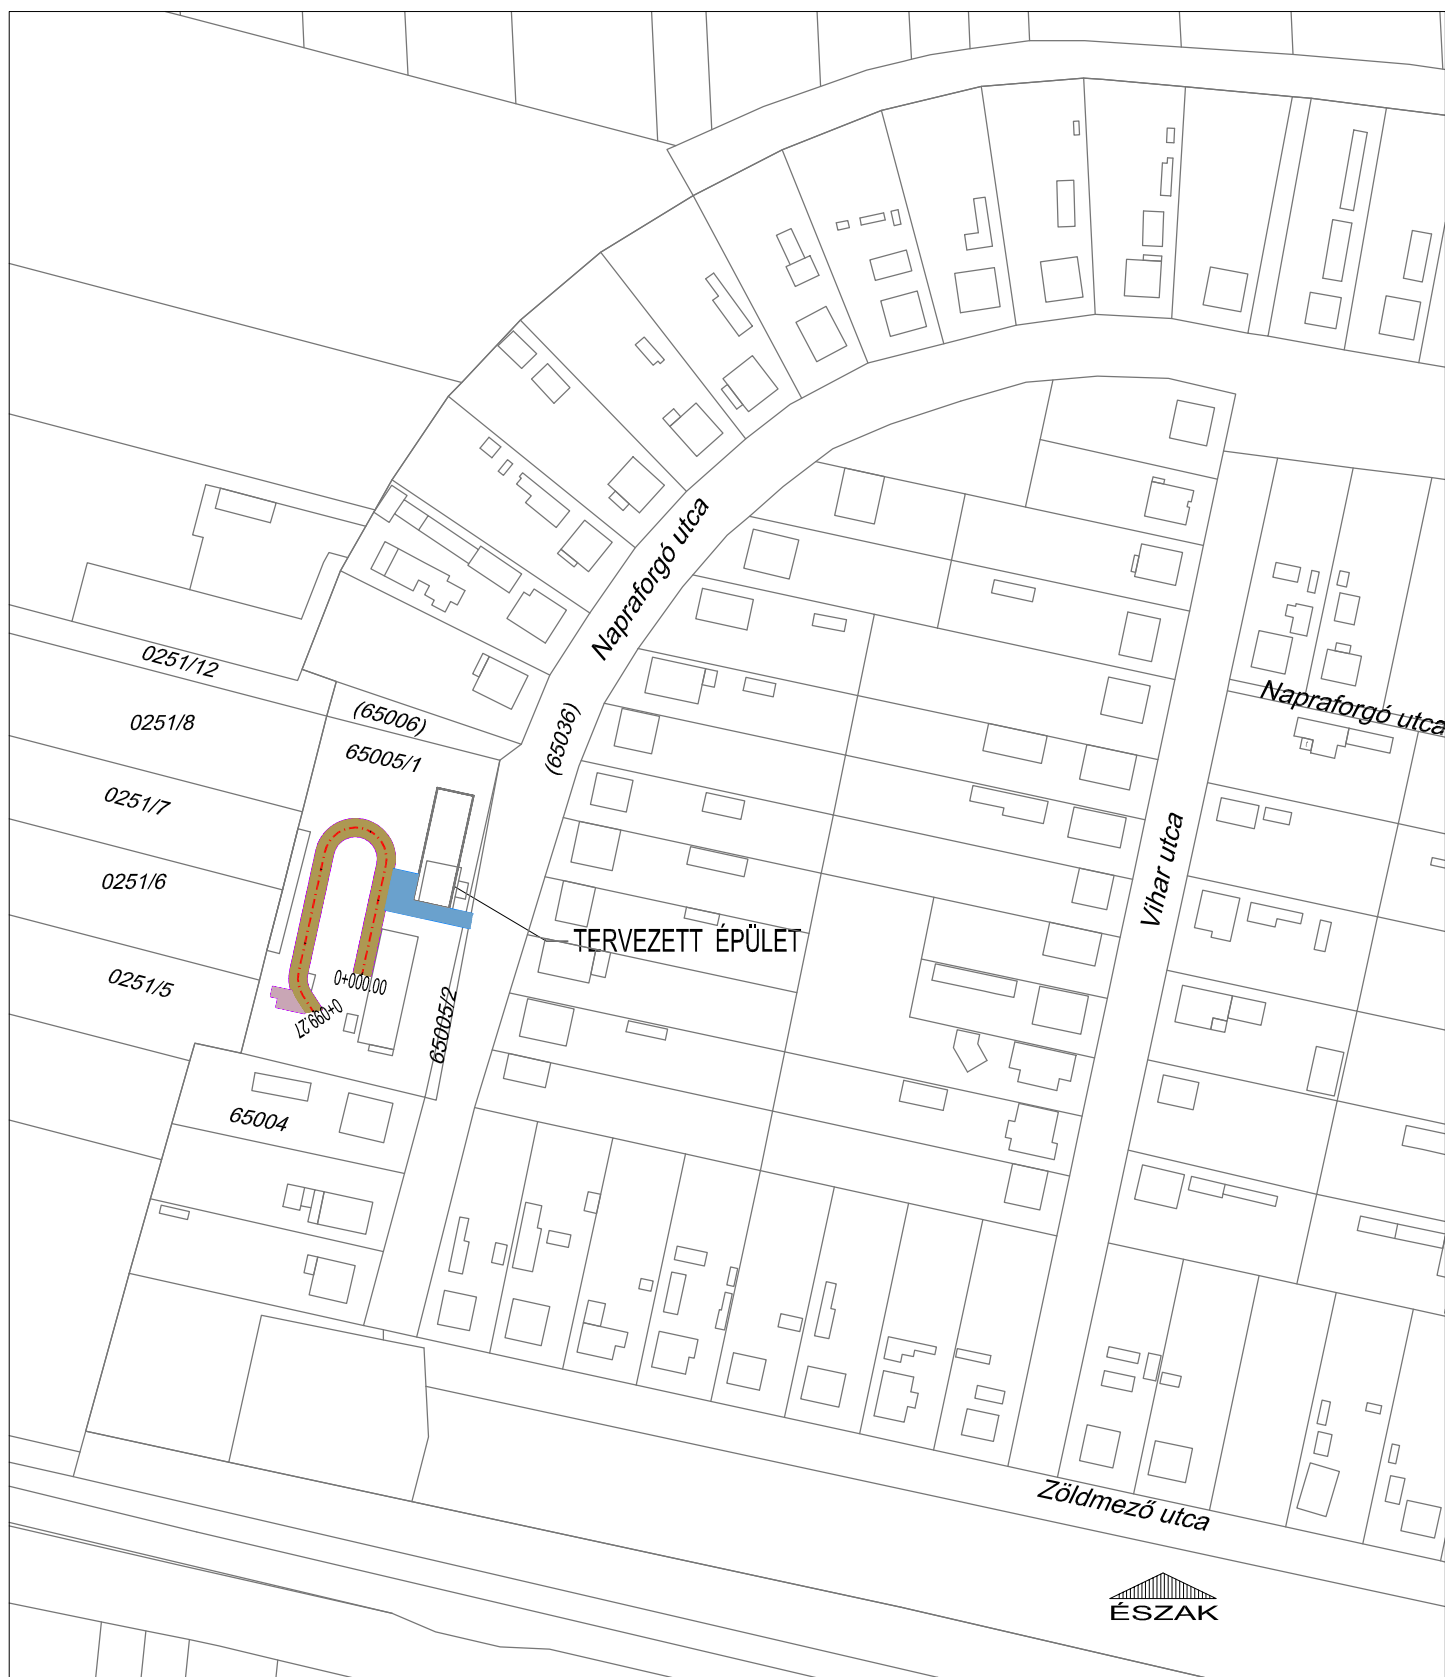 Napraforgó utca
0251/12
Napraforgó utca
(65006)
0251/8
(65036)
65005/1
0251/7
Vihar utca
0251/6
TERVEZETT ÉPÜLET
0251/5
0+000.00
0+099.27
65005/2
65004
Zöldmező utca
ÉSZAK